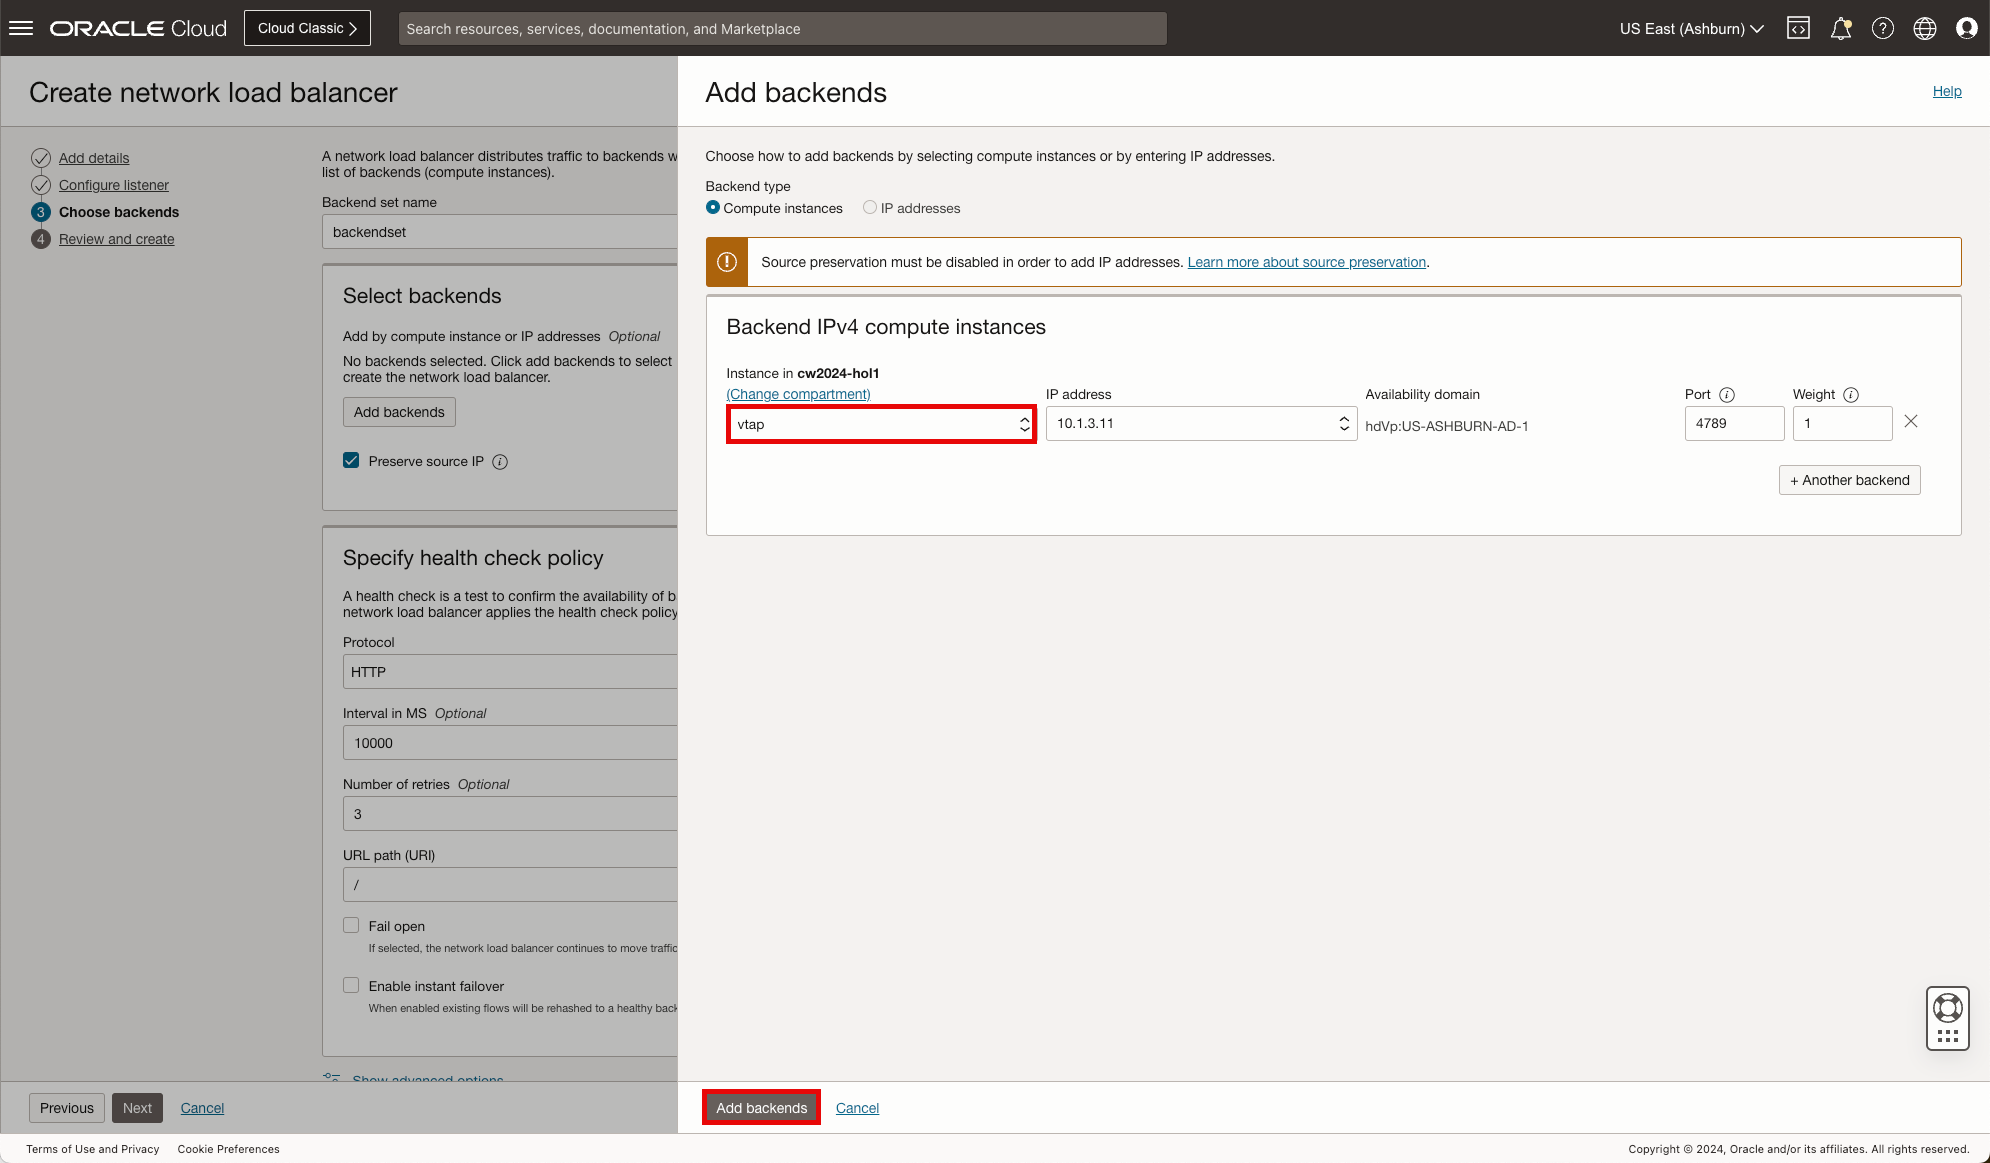 ORACLE Cloud
Cloud Classic
Search resources, services, documentation, and Marketplace
US East (Ashburn)
Create network load balancer
Add details
Configure listener
3 Choose backends
4 Review and create
A network load balancer distributes traffic to backends w
list of backends (compute instances).
Backend set name
backendset
Select backends
Add by compute instance or IP addresses Optional
No backends selected. Click add backends to select
create the network load balancer.
Add backends
Preserve source IP
Specify health check policy
A health check is a test to confirm the availability of b
network load balancer applies the health check policy
Protocol
HTTP
Interval in MS Optional
10000
Number of retries Optional
3
URL path (URI)
/
Fail open
If selected, the network load balancer continues to move traffic
Enable instant failover
When enabled existing flows will be rehashed to a healthy back
Show advanced options
Previous
Next
Cancel
Add backends
Help
Choose how to add backends by selecting compute instances or by entering IP addresses.
Backend type
Compute instances
IP addresses
Source preservation must be disabled in order to add IP addresses. Learn more about source preservation.
Backend IPv4 compute instances
Instance in cw2024-hol1
(Change compartment)
IP address
Availability domain
Port
Weight
vtap
10.1.3.11
hdVp:US-ASHBURN-AD-1
4789
1
+ Another backend
Add backends
Cancel
Terms of Use and Privacy
Cookie Preferences
Copyright © 2024, Oracle and/or its affiliates. All rights reserved.